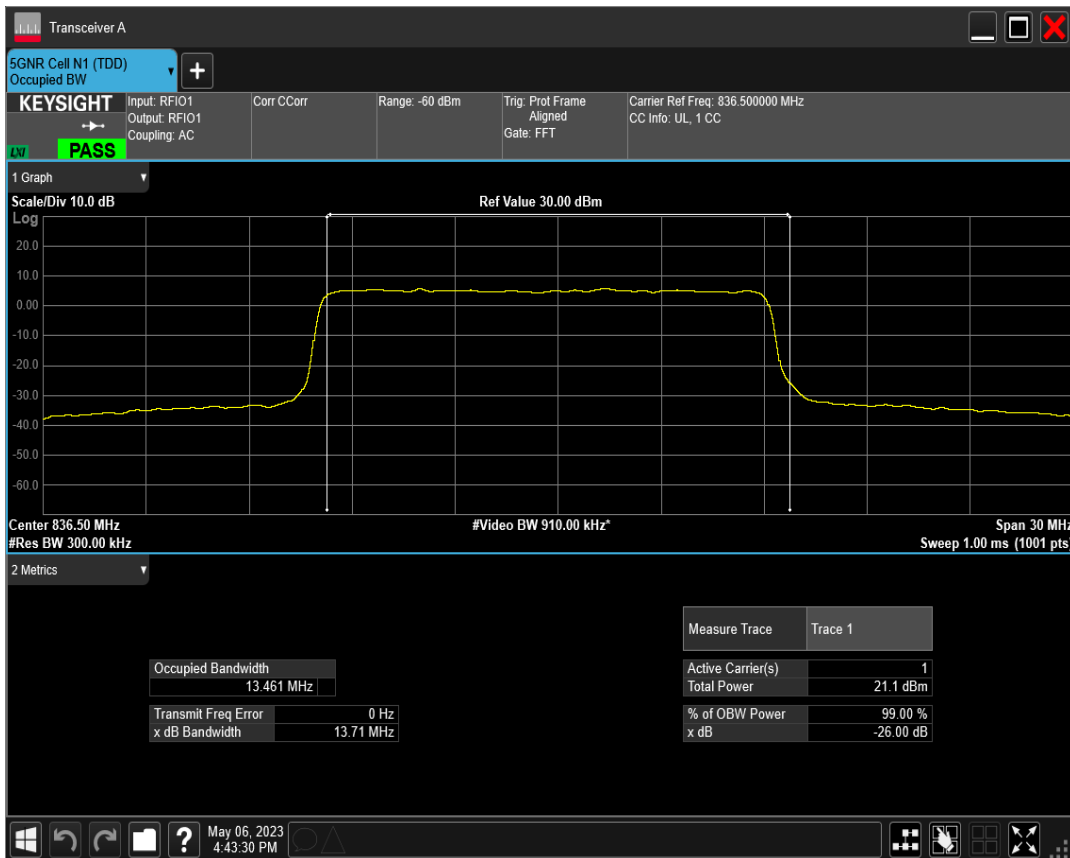 Transceiver A
5GNR Cell N1 (TDD)
Occupied BW
KEYSIGHT
LXI
PASS
Input: RFIO1
Output: RFIO1
Coupling: AC
Corr CCorr
Range: -60 dBm
Trig: Prot Frame
Aligned
Gate: FFT
Carrier Ref Freq: 836.500000 MHz
CC Info: UL, 1 CC
1 Graph
Scale/Div 10.0 dB
Ref Value 30.00 dBm
Log
20.0
10.0
0.00
-10.0
-20.0
-30.0
-40.0
-50.0
-60.0
Center 836.50 MHz
#Video BW 910.00 kHz*
Span 30 MHz
#Res BW 300.00 kHz
Sweep 1.00 ms (1001 pts)
2 Metrics
Measure Trace Trace 1
Occupied Bandwidth
13.461 MHz
Active Carrier(s) 1
Total Power 21.1 dBm
Transmit Freq Error 0 Hz
x dB Bandwidth 13.71 MHz
% of OBW Power 99.00 %
x dB -26.00 dB
?
May 06, 2023
4:43:30 PM